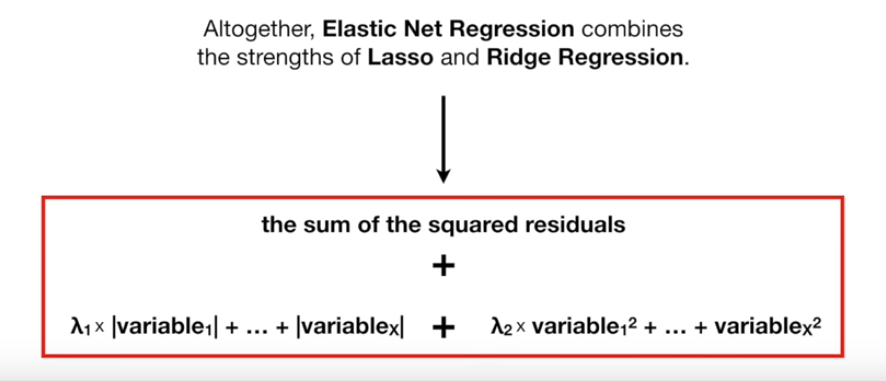 Altogether, Elastic Net Regression combines
the strengths of Lasso and Ridge Regression.
the sum of the squared residuals
+
λ₁ x |variable₁| + ... + |variableₓ| + λ₂ x variable₁² + ... + variableₓ²